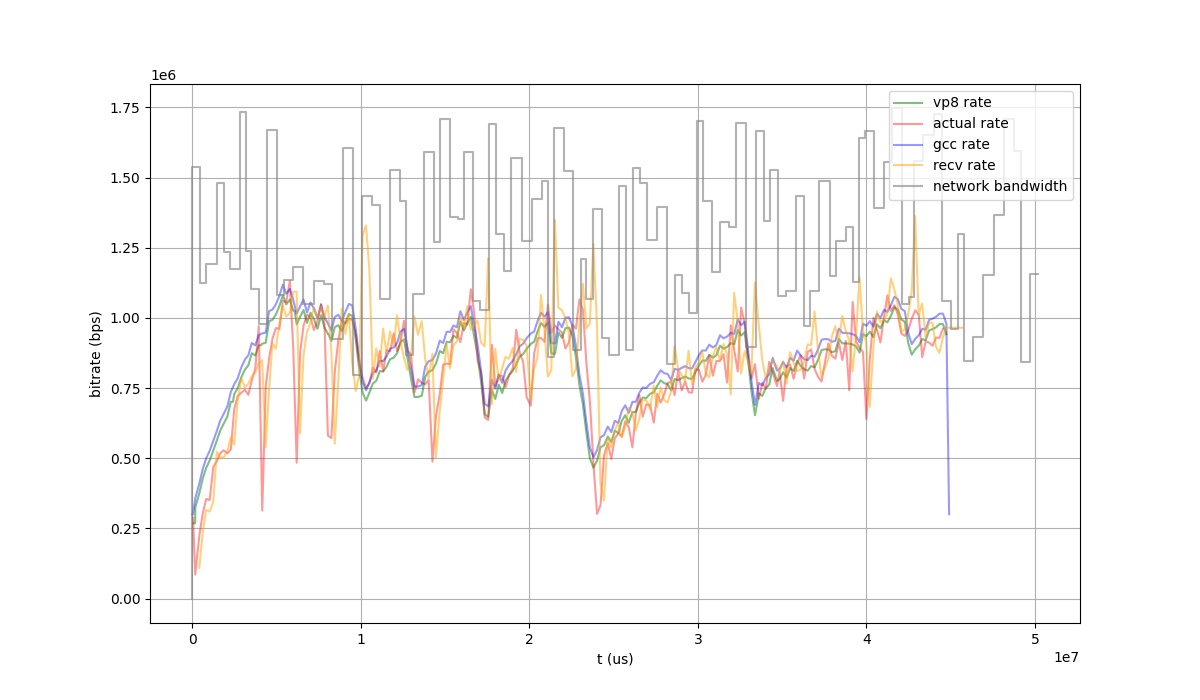 1e6
1.75
1.50
1.25
1.00
0.75
0.50
0.25
0.00
bitrate (bps)
vp8 rate
actual rate
gcc rate
recv rate
network bandwidth
0 1 2 3 4 5
t (us)
1e7